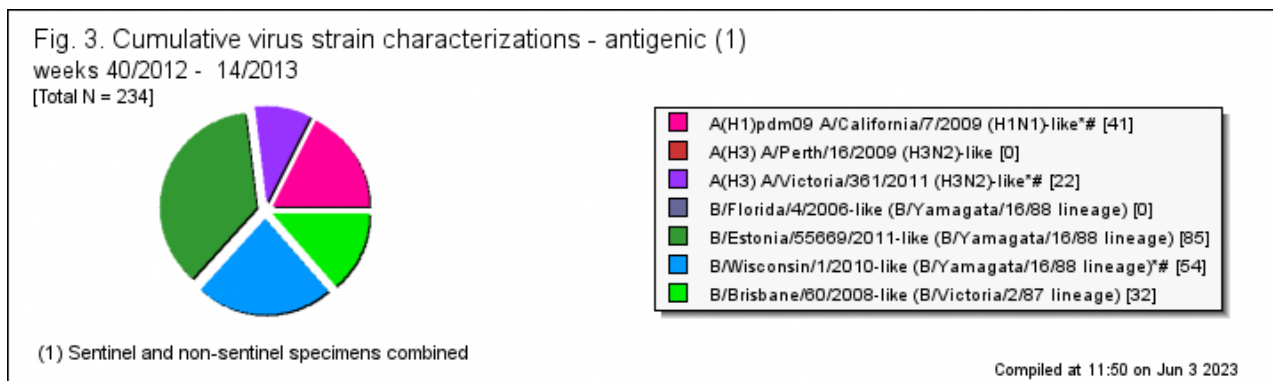 Fig. 3. Cumulative virus strain characterizations - antigenic (1)
weeks 40/2012 - 14/2013
[Total N = 234]
A(H1)pdm09 A/California/7/2009 (H1N1)-like*# [41]
A(H3) A/Perth/16/2009 (H3N2)-like [0]
A(H3) A/Victoria/361/2011 (H3N2)-like*# [22]
B/Florida/4/2006-like (B/Yamagata/16/88 lineage) [0]
B/Estonia/55669/2011-like (B/Yamagata/16/88 lineage) [85]
B/Wisconsin/1/2010-like (B/Yamagata/16/88 lineage)*# [54]
B/Brisbane/60/2008-like (B/Victoria/2/87 lineage) [32]
(1) Sentinel and non-sentinel specimens combined
Compiled at 11:50 on Jun 3 2023